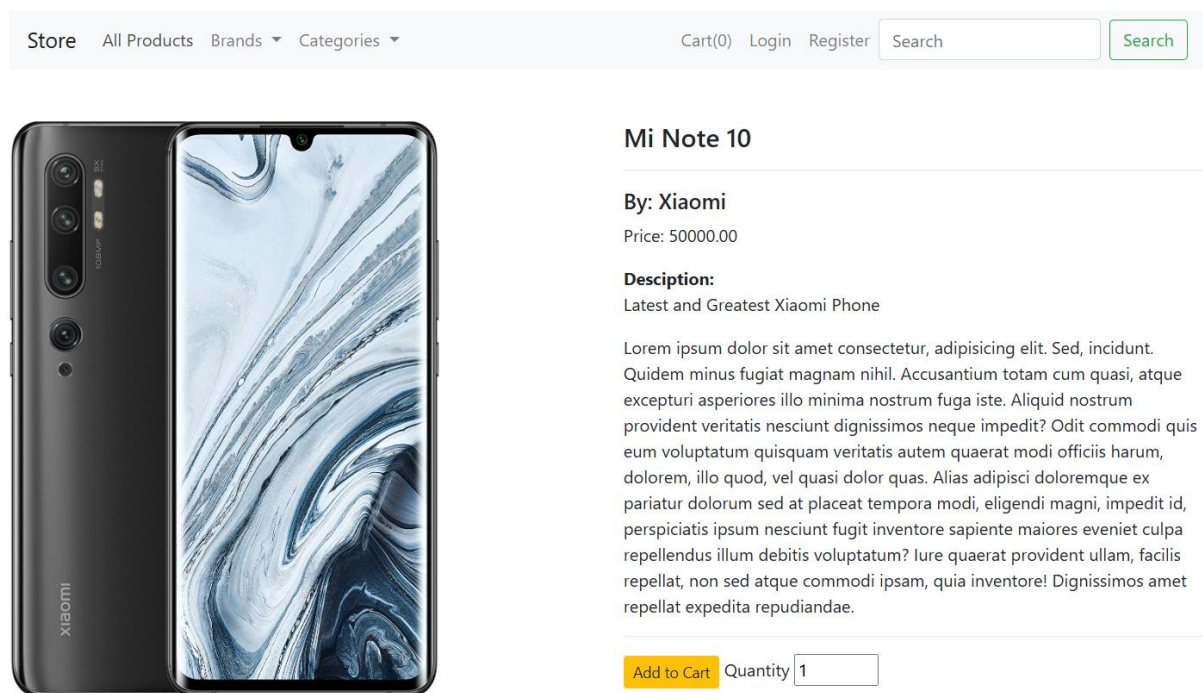 Store All Products Brands Categories Cart(0) Login Register Search Search
5X
108MP
XIAOMI
Mi Note 10
By: Xiaomi
Price: 50000.00
Desciption:
Latest and Greatest Xiaomi Phone
Lorem ipsum dolor sit amet consectetur, adipisicing elit. Sed, incidunt.
Quidem minus fugiat magnam nihil. Accusantium totam cum quasi, atque
excepturi asperiores illo minima nostrum fuga iste. Aliquid nostrum
provident veritatis nesciunt dignissimos neque impedit? Odit commodi quis
eum voluptatum quisquam veritatis autem quaerat modi officiis harum,
dolorem, illo quod, vel quasi dolor quas. Alias adipisci doloremque ex
pariatur dolorum sed at placeat tempora modi, eligendi magni, impedit id,
perspiciatis ipsum nesciunt fugit inventore sapiente maiores eveniet culpa
repellendus illum debitis voluptatum? Iure quaerat provident ullam, facilis
repellat, non sed atque commodi ipsam, quia inventore! Dignissimos amet
repellat expedita repudiandae.
Add to Cart Quantity 1